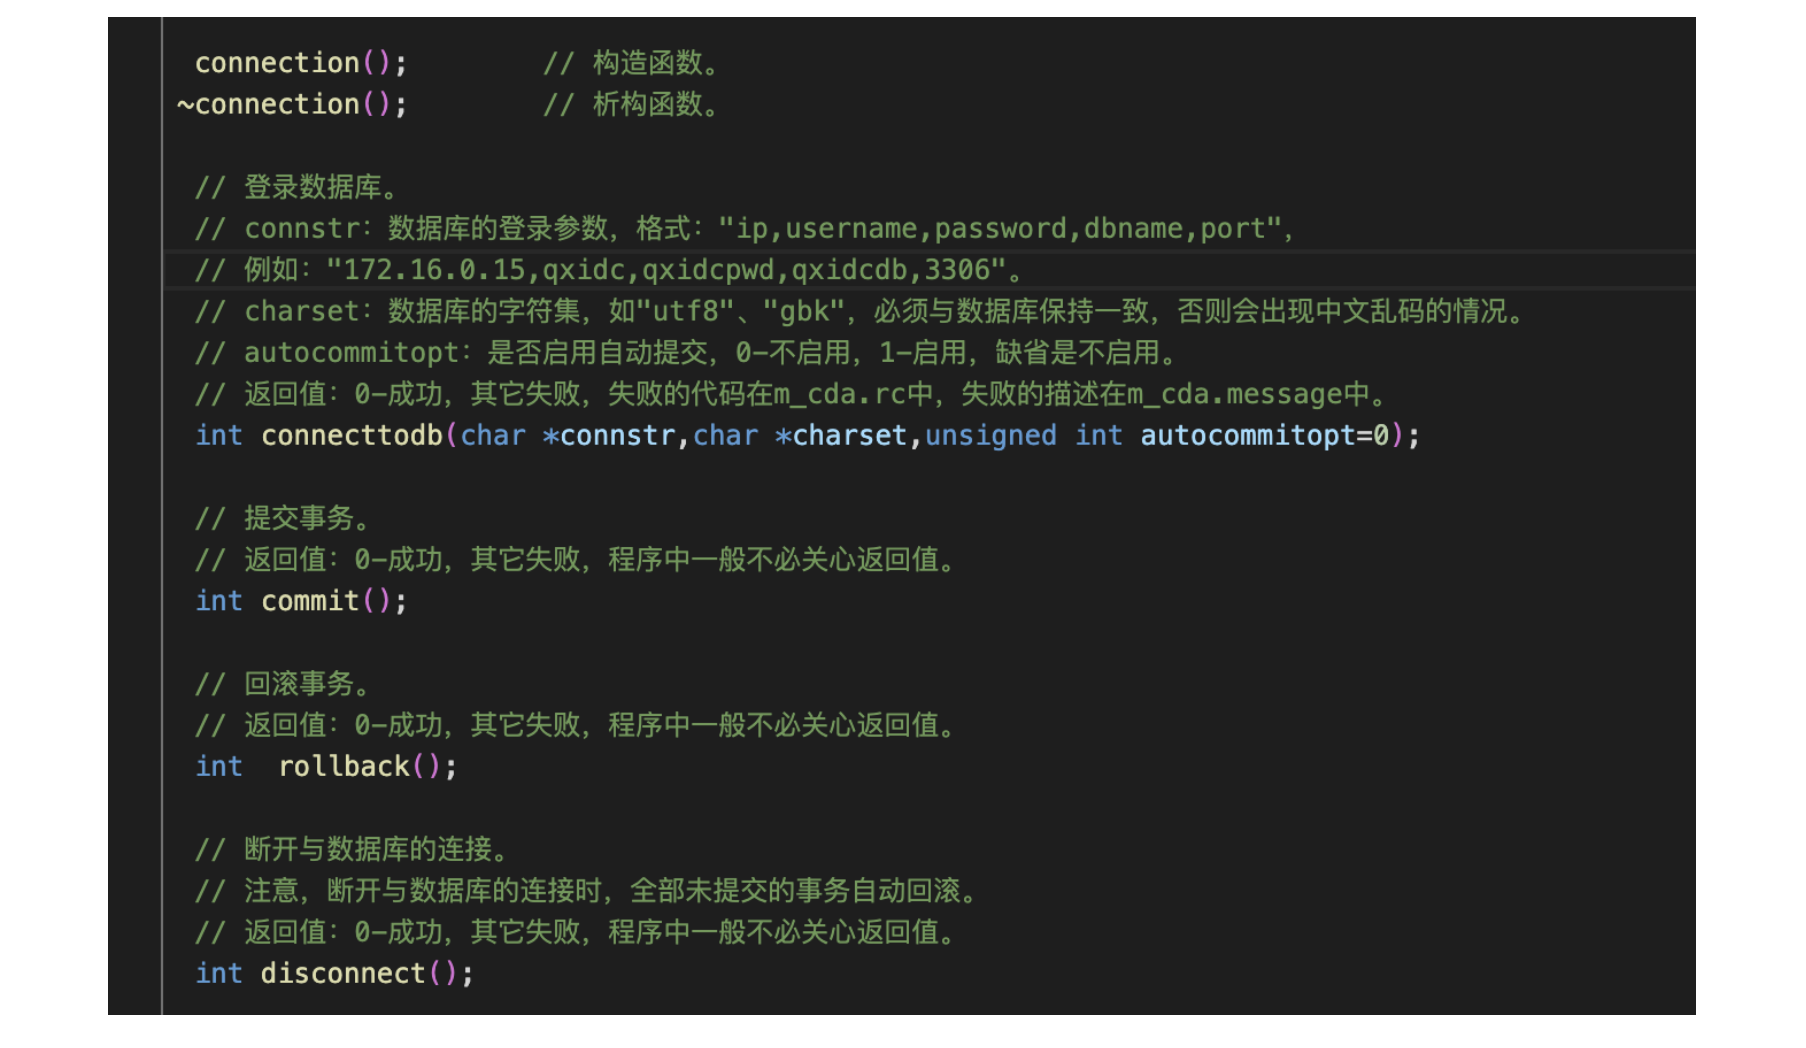 connection();        // 构造函数。
~connection();        // 析构函数。
// 登录数据库。
// connstr：数据库的登录参数，格式："ip,username,password,dbname,port"，
// 例如："172.16.0.15,qxidc,qxidcpwd,qxidcdb,3306"。
// charset：数据库的字符集，如"utf8"、"gbk"，必须与数据库保持一致，否则会出现中文乱码的情况。
// autocommitopt：是否启用自动提交，0-不启用，1-启用，缺省是不启用。
// 返回值：0-成功，其它失败，失败的代码在m_cda.rc中，失败的描述在m_cda.message中。
int connecttodb(char *connstr,char *charset,unsigned int autocommitopt=0);
// 提交事务。
// 返回值：0-成功，其它失败，程序中一般不必关心返回值。
int commit();
// 回滚事务。
// 返回值：0-成功，其它失败，程序中一般不必关心返回值。
int  rollback();
// 断开与数据库的连接。
// 注意，断开与数据库的连接时，全部未提交的事务自动回滚。
// 返回值：0-成功，其它失败，程序中一般不必关心返回值。
int disconnect();